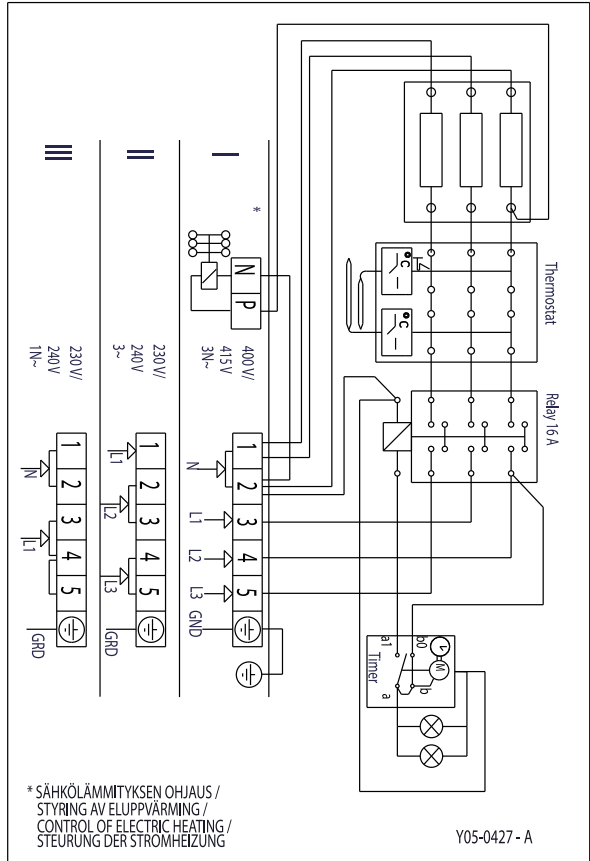 Thermostat
°C
°C
Relay 16 A
*
N P
400 V/
415 V
3N~
230 V/
240 V
3~
230 V/
240 V
1N~
1 2 3 4 5
N
L1
L2
L3
GND
1 2 3 4 5
L1
L2
L3
GRD
1 2 3 4 5
N
L1
GRD
a1
b0
M
Timer
a
b
* SÄHKÖLÄMMITYKSEN OHJAUS /
STYRING AV ELUPPVÄRMING /
CONTROL OF ELECTRIC HEATING /
STEURUNG DER STROMHEIZUNG
Y05-0427 - A